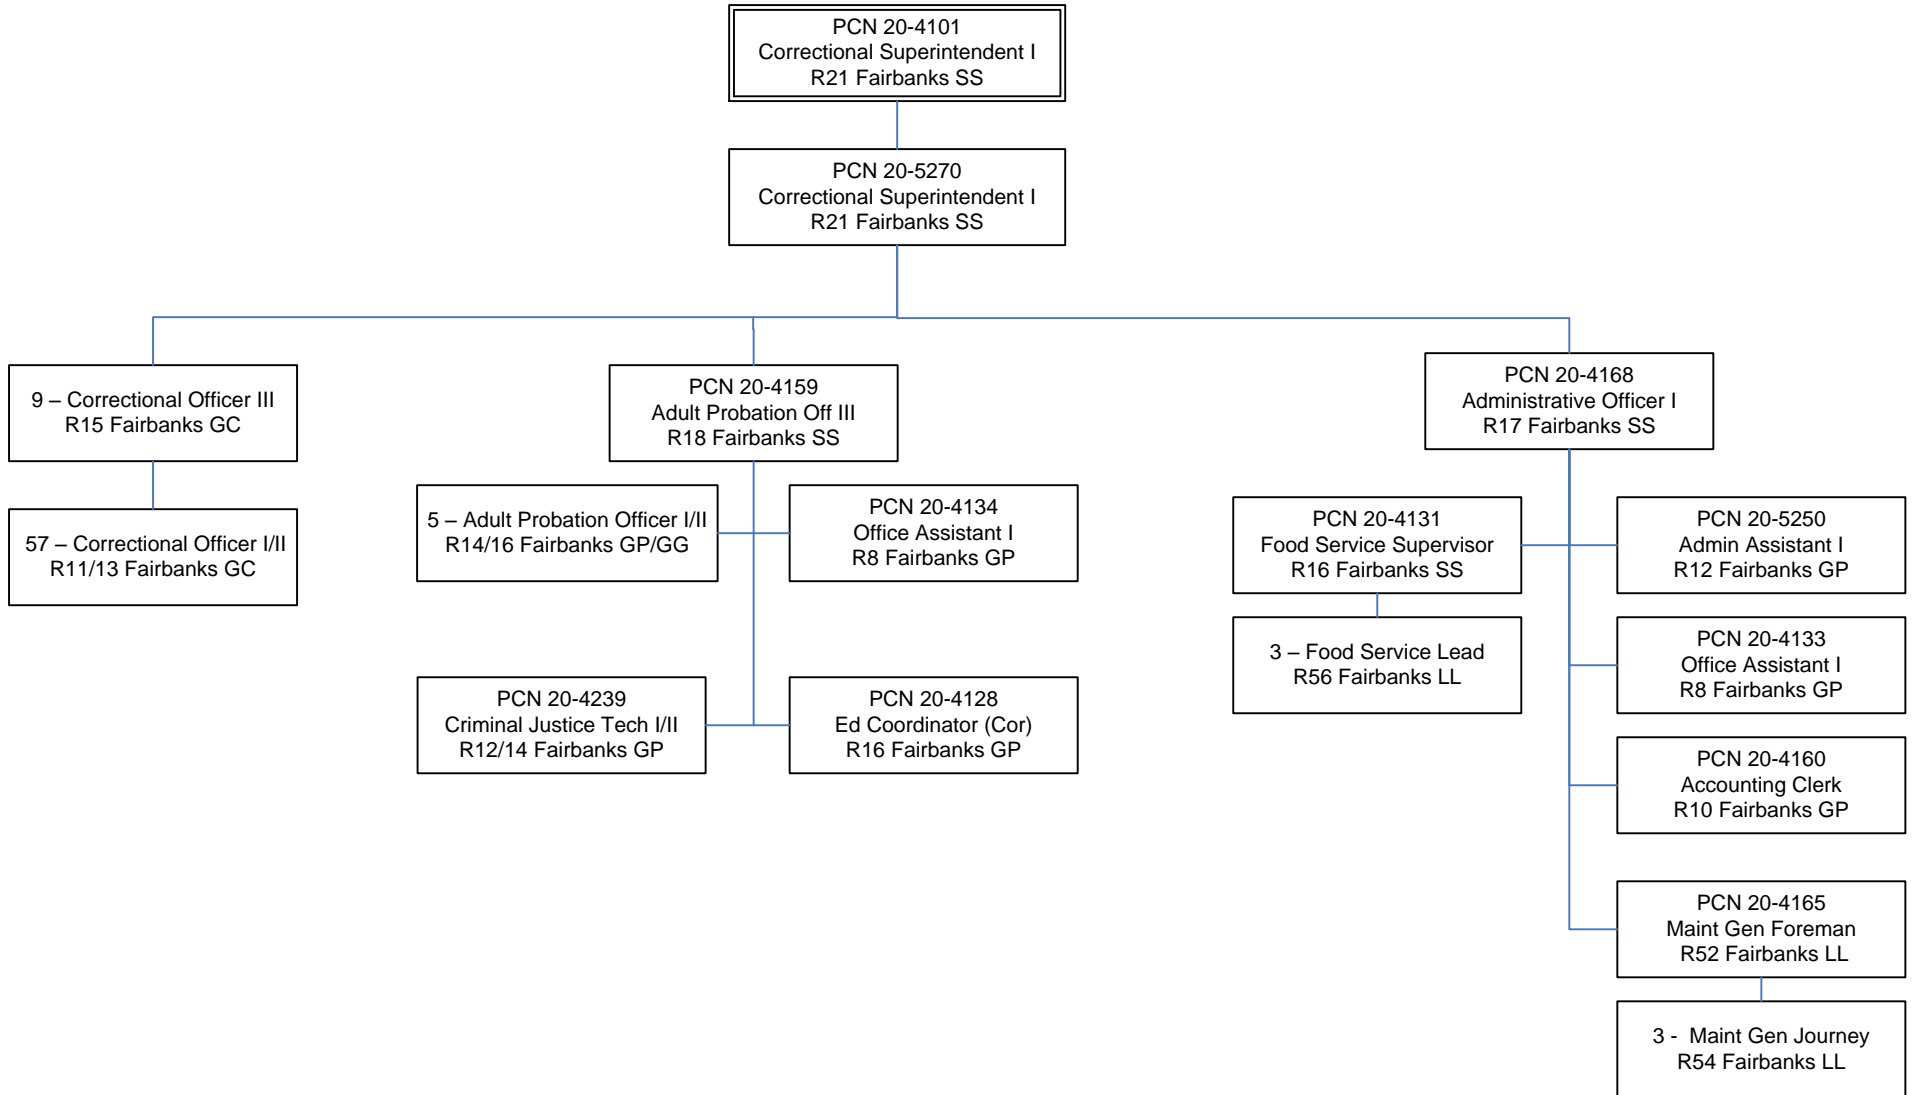 PCN 20-4101
Correctional Superintendent I
R21 Fairbanks SS
PCN 20-5270
Correctional Superintendent I
R21 Fairbanks SS
9 – Correctional Officer III
R15 Fairbanks GC
57 – Correctional Officer I/II
R11/13 Fairbanks GC
PCN 20-4159
Adult Probation Off III
R18 Fairbanks SS
5 – Adult Probation Officer I/II
R14/16 Fairbanks GP/GG
PCN 20-4134
Office Assistant I
R8 Fairbanks GP
PCN 20-4239
Criminal Justice Tech I/II
R12/14 Fairbanks GP
PCN 20-4128
Ed Coordinator (Cor)
R16 Fairbanks GP
PCN 20-4168
Administrative Officer I
R17 Fairbanks SS
PCN 20-4131
Food Service Supervisor
R16 Fairbanks SS
3 – Food Service Lead
R56 Fairbanks LL
PCN 20-5250
Admin Assistant I
R12 Fairbanks GP
PCN 20-4133
Office Assistant I
R8 Fairbanks GP
PCN 20-4160
Accounting Clerk
R10 Fairbanks GP
PCN 20-4165
Maint Gen Foreman
R52 Fairbanks LL
3 - Maint Gen Journey
R54 Fairbanks LL